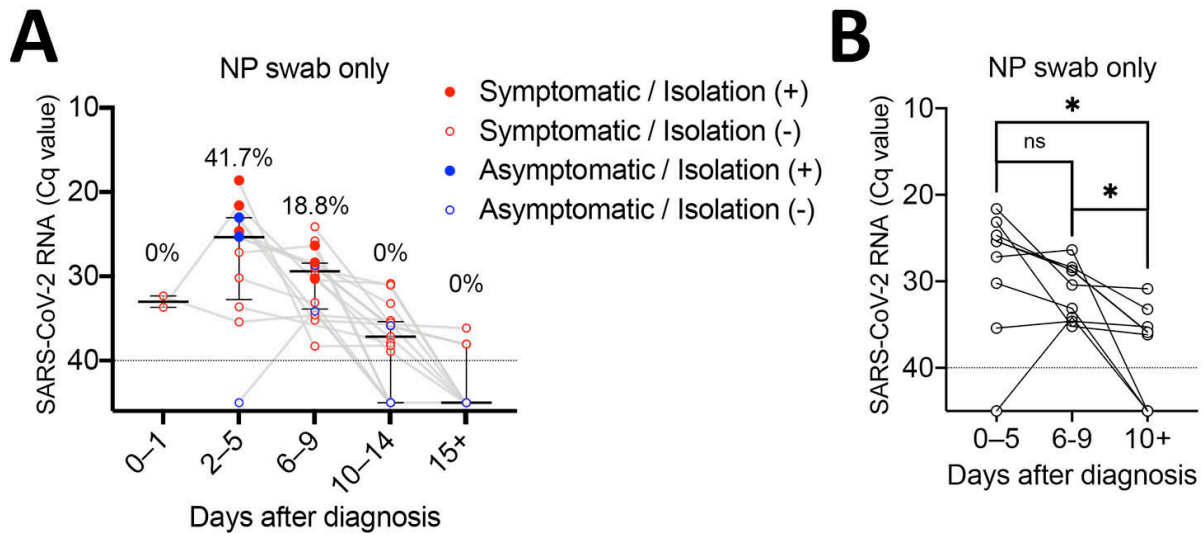 A
NP swab only
SARS-CoV-2 RNA (Cq value)
10
20
30
40
0%
41.7%
18.8%
0%
0%
0–1
2–5
6–9
10–14
15+
Days after diagnosis
Symptomatic / Isolation (+)
Symptomatic / Isolation (-)
Asymptomatic / Isolation (+)
Asymptomatic / Isolation (-)
B
NP swab only
SARS-CoV-2 RNA (Cq value)
10
20
30
40
*
ns
*
0–5
6-9
10+
Days after diagnosis